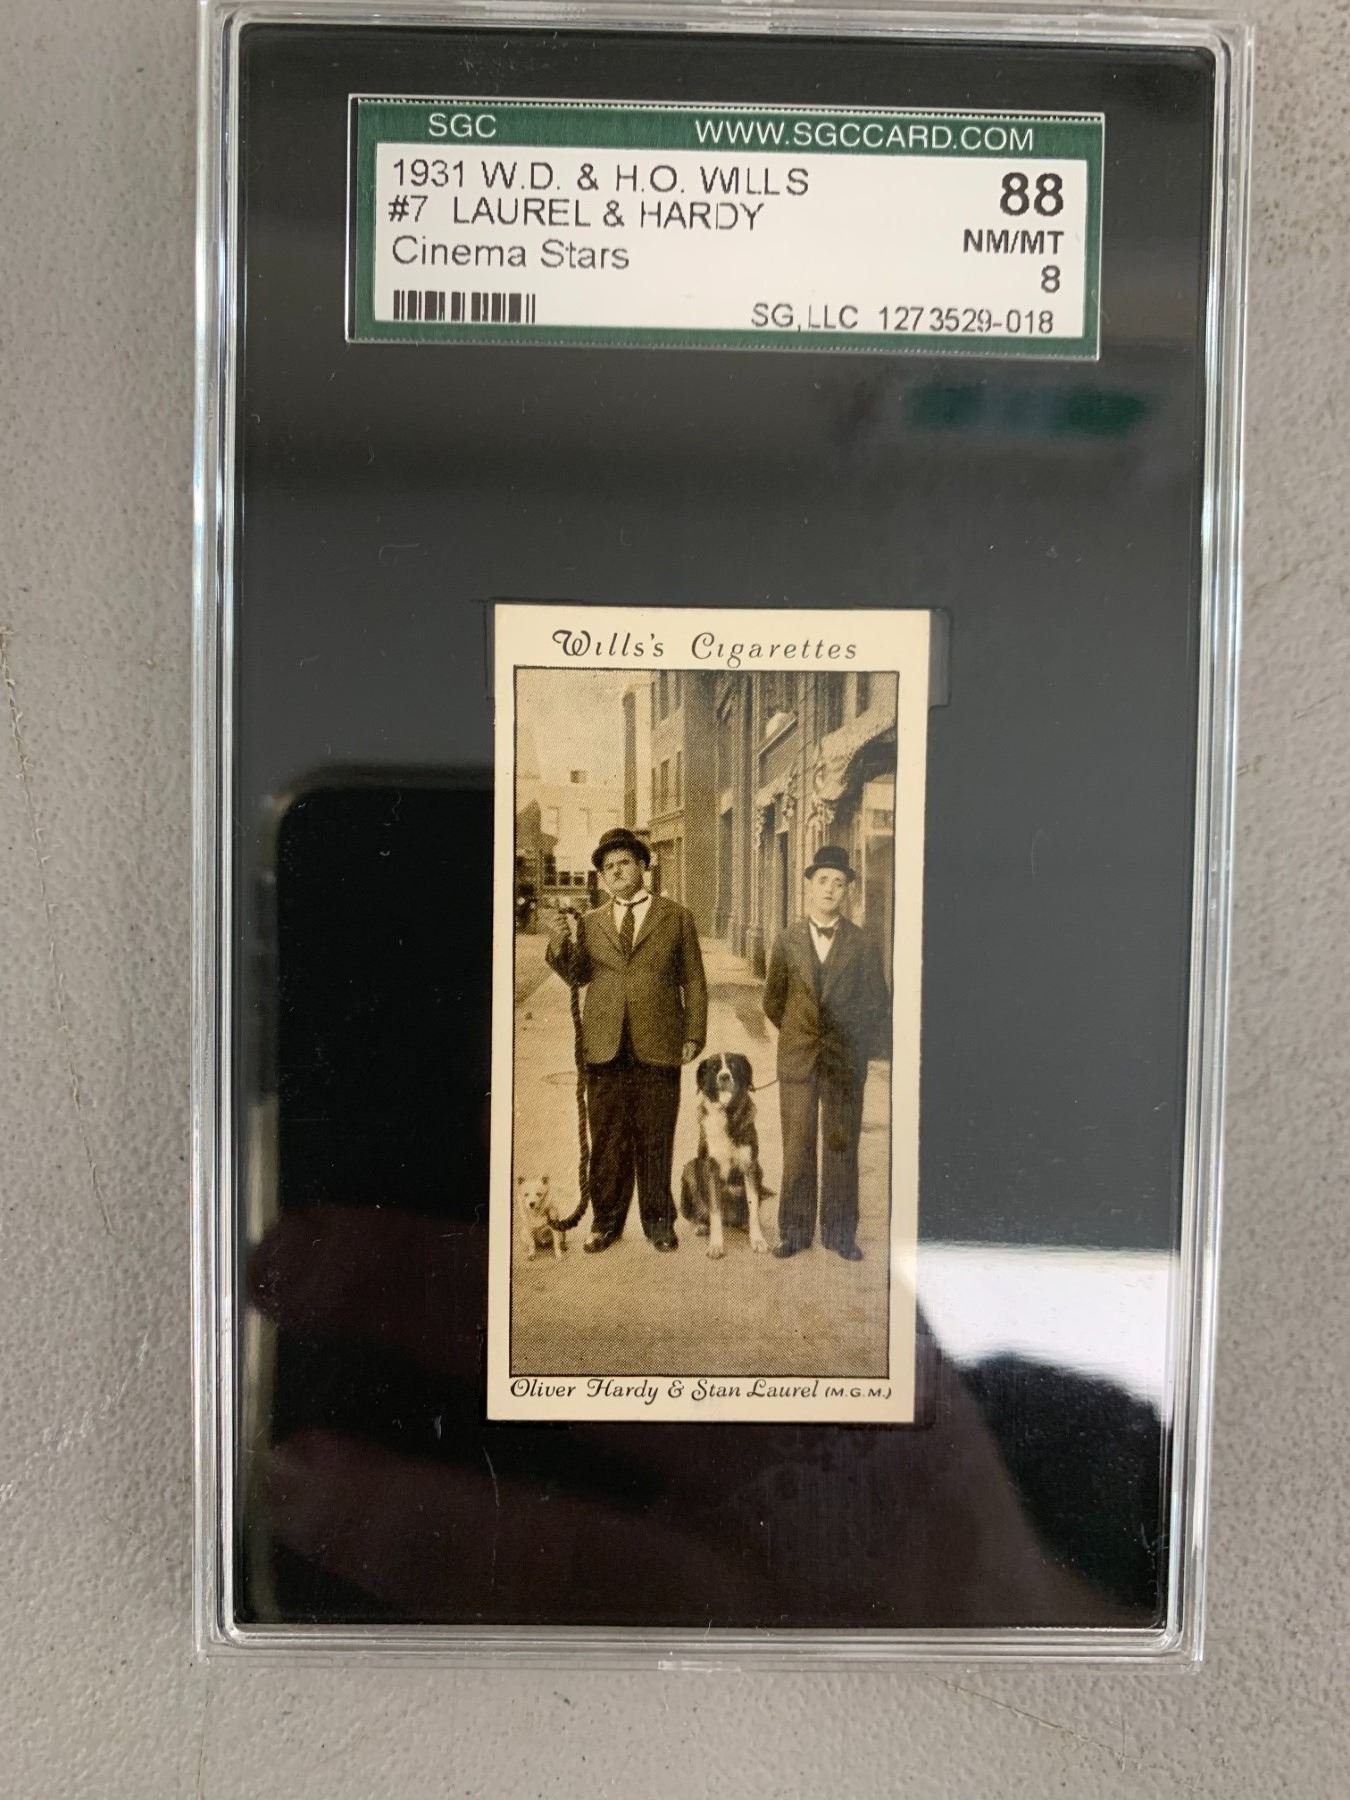 SGC WWW.SGCCARD.COM
1931 W.D. & H.O. WILLS 88
#7 LAUREL & HARDY NM/MT
Cinema Stars 8
SG,LLC 1273529-018
Wills's Cigarettes
Oliver Hardy & Stan Laurel (M.G.M.)